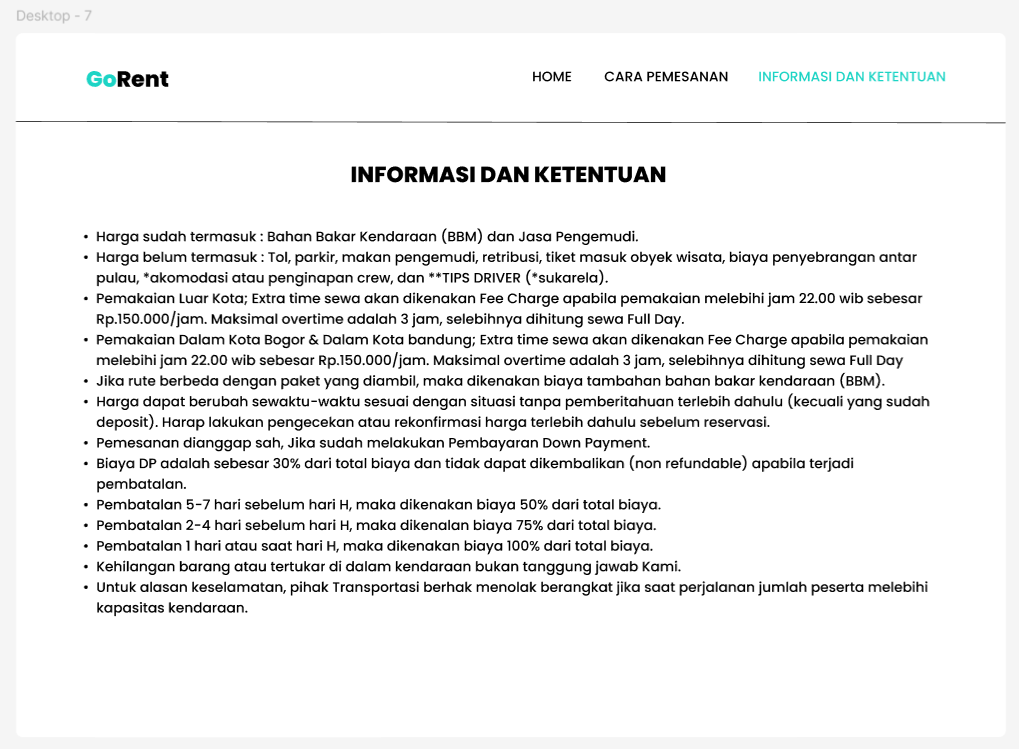 Desktop - 7
GoRent
HOME CARA PEMESANAN INFORMASI DAN KETENTUAN
INFORMASI DAN KETENTUAN
• Harga sudah termasuk : Bahan Bakar Kendaraan (BBM) dan Jasa Pengemudi.
• Harga belum termasuk : Tol, parkir, makan pengemudi, retribusi, tiket masuk obyek wisata, biaya penyebrangan antar
pulau, *akomodasi atau penginapan crew, dan **TIPS DRIVER (*sukarela).
• Pemakaian Luar Kota; Extra time sewa akan dikenakan Fee Charge apabila pemakaian melebihi jam 22.00 wib sebesar
Rp.150.000/jam. Maksimal overtime adalah 3 jam, selebihnya dihitung sewa Full Day.
• Pemakaian Dalam Kota Bogor & Dalam Kota bandung; Extra time sewa akan dikenakan Fee Charge apabila pemakaian
melebihi jam 22.00 wib sebesar Rp.150.000/jam. Maksimal overtime adalah 3 jam, selebihnya dihitung sewa Full Day
• Jika rute berbeda dengan paket yang diambil, maka dikenakan biaya tambahan bahan bakar kendaraan (BBM).
• Harga dapat berubah sewaktu-waktu sesuai dengan situasi tanpa pemberitahuan terlebih dahulu (kecuali yang sudah
deposit). Harap lakukan pengecekan atau rekonfirmasi harga terlebih dahulu sebelum reservasi.
• Pemesanan dianggap sah, Jika sudah melakukan Pembayaran Down Payment.
• Biaya DP adalah sebesar 30% dari total biaya dan tidak dapat dikembalikan (non refundable) apabila terjadi
pembatalan.
• Pembatalan 5-7 hari sebelum hari H, maka dikenakan biaya 50% dari total biaya.
• Pembatalan 2-4 hari sebelum hari H, maka dikenalan biaya 75% dari total biaya.
• Pembatalan 1 hari atau saat hari H, maka dikenakan biaya 100% dari total biaya.
• Kehilangan barang atau tertukar di dalam kendaraan bukan tanggung jawab Kami.
• Untuk alasan keselamatan, pihak Transportasi berhak menolak berangkat jika saat perjalanan jumlah peserta melebihi
kapasitas kendaraan.